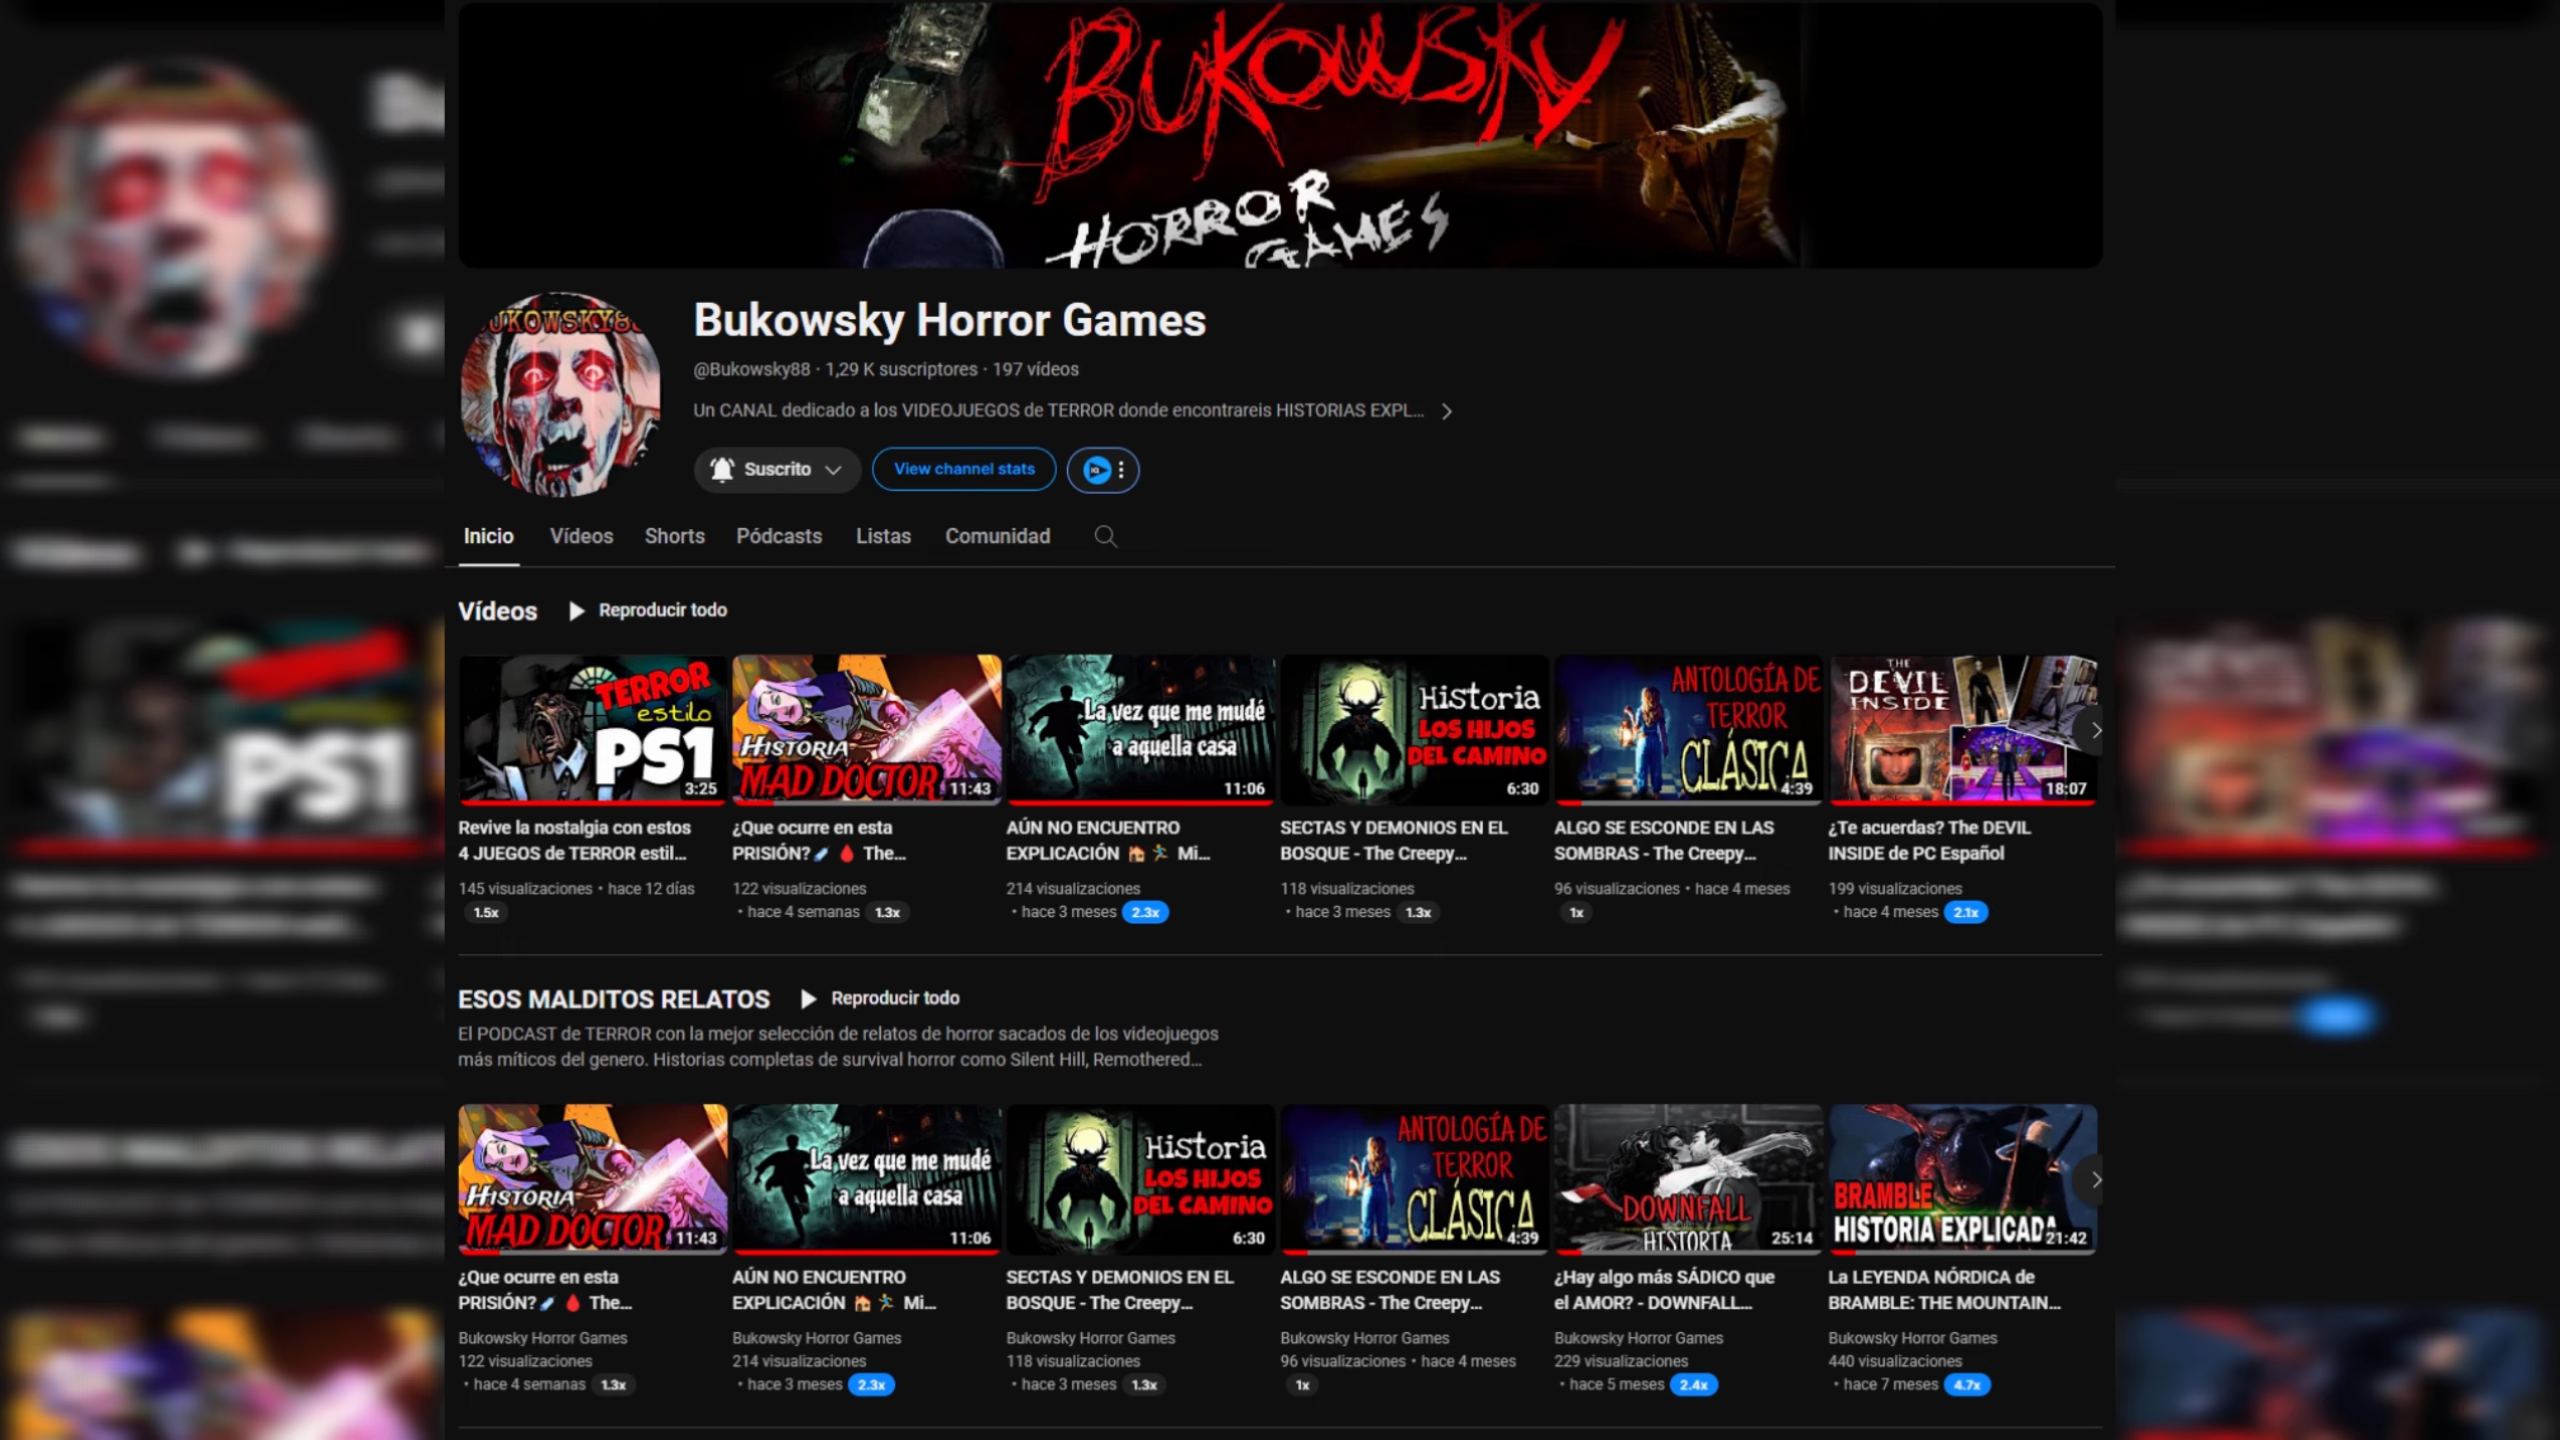 BUKOWSKY
HORROR
GAMES
UKOWSKY8
Bukowsky Horror Games
@Bukowsky88 · 1,29 K suscriptores · 197 vídeos
Un CANAL dedicado a los VIDEOJUEGOS de TERROR donde encontrareis HISTORIAS EXPL...
Suscrito
View channel stats
IQ
Inicio Vídeos Shorts Pódcasts Listas Comunidad
Vídeos Reproducir todo
TERROR
estilo
PS1
3:25
HISTORIA
MAD DOCTOR
11:43
La vez que me mudé
a aquella casa
11:06
Historia
LOS HIJOS
DEL CAMINO
6:30
ANTOLOGÍA DE
TERROR
CLÁSICA
4:39
THE
DEVIL
INSIDE
18:07
Revive la nostalgia con estos
4 JUEGOS de TERROR estil...
145 visualizaciones • hace 12 días
1.5x
¿Que ocurre en esta
PRISIÓN?💉🩸 The...
122 visualizaciones
• hace 4 semanas 1.3x
AÚN NO ENCUENTRO
EXPLICACIÓN 🏠🏃 Mi...
214 visualizaciones
• hace 3 meses 2.3x
SECTAS Y DEMONIOS EN EL
BOSQUE - The Creepy...
118 visualizaciones
• hace 3 meses 1.3x
ALGO SE ESCONDE EN LAS
SOMBRAS - The Creepy...
96 visualizaciones • hace 4 meses
1x
¿Te acuerdas? The DEVIL
INSIDE de PC Español
199 visualizaciones
• hace 4 meses 2.1x
ESOS MALDITOS RELATOS Reproducir todo
El PODCAST de TERROR con la mejor selección de relatos de horror sacados de los videojuegos
más míticos del genero. Historias completas de survival horror como Silent Hill, Remothered...
HISTORIA
MAD DOCTOR
11:43
La vez que me mudé
a aquella casa
11:06
Historia
LOS HIJOS
DEL CAMINO
6:30
ANTOLOGÍA DE
TERROR
CLÁSICA
4:39
DOWNFALL
HISTORIA
25:14
BRAMBLE
HISTORIA EXPLICADA
21:42
¿Que ocurre en esta
PRISIÓN?💉🩸 The...
Bukowsky Horror Games
122 visualizaciones
• hace 4 semanas 1.3x
AÚN NO ENCUENTRO
EXPLICACIÓN 🏠🏃 Mi...
Bukowsky Horror Games
214 visualizaciones
• hace 3 meses 2.3x
SECTAS Y DEMONIOS EN EL
BOSQUE - The Creepy...
Bukowsky Horror Games
118 visualizaciones
• hace 3 meses 1.3x
ALGO SE ESCONDE EN LAS
SOMBRAS - The Creepy...
Bukowsky Horror Games
96 visualizaciones • hace 4 meses
1x
¿Hay algo más SÁDICO que
el AMOR? - DOWNFALL...
Bukowsky Horror Games
229 visualizaciones
• hace 5 meses 2.4x
La LEYENDA NÓRDICA de
BRAMBLE: THE MOUNTAIN...
Bukowsky Horror Games
440 visualizaciones
• hace 7 meses 4.7x
PS1